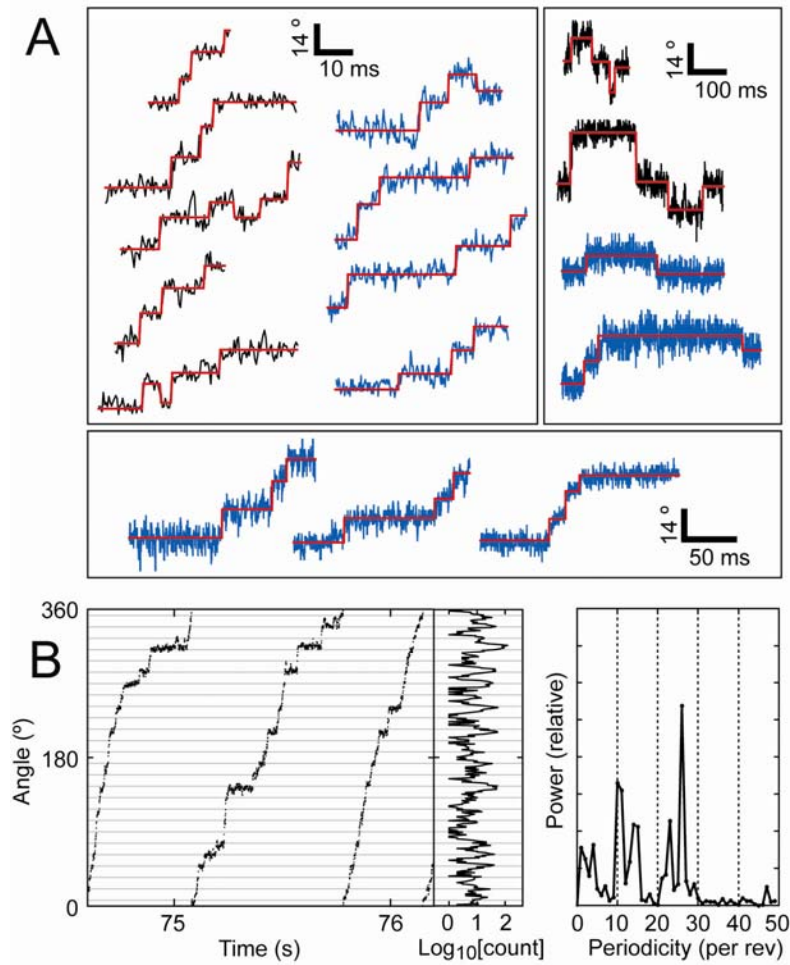 A
14 º
10 ms
14 º
100 ms
14 º
50 ms
B
360
180
0
Angle (º)
75
76
Time (s)
0 1 2
Log10[count]
Power (relative)
0 10 20 30 40 50
Periodicity (per rev)